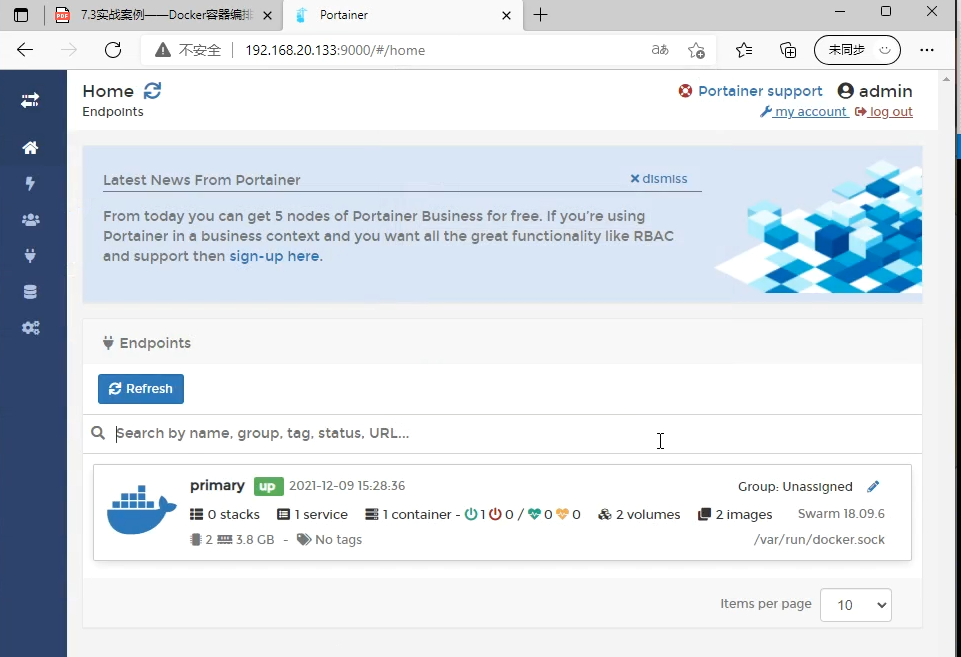 7.3实战案例——Docker容器编排
Portainer
不安全
192.168.20.133:9000/#/home
aあ
未同步
Home
Portainer support
admin
Endpoints
my account
log out
Latest News From Portainer
dismiss
From today you can get 5 nodes of Portainer Business for free. If you're using
Portainer in a business context and you want all the great functionality like RBAC
and support then sign-up here.
Endpoints
Refresh
Search by name, group, tag, status, URL...
primary up 2021-12-09 15:28:36 Group: Unassigned
0 stacks 1 service 1 container - 1 0 / 0 0 2 volumes 2 images Swarm 18.09.6
2 3.8 GB - No tags /var/run/docker.sock
Items per page 10